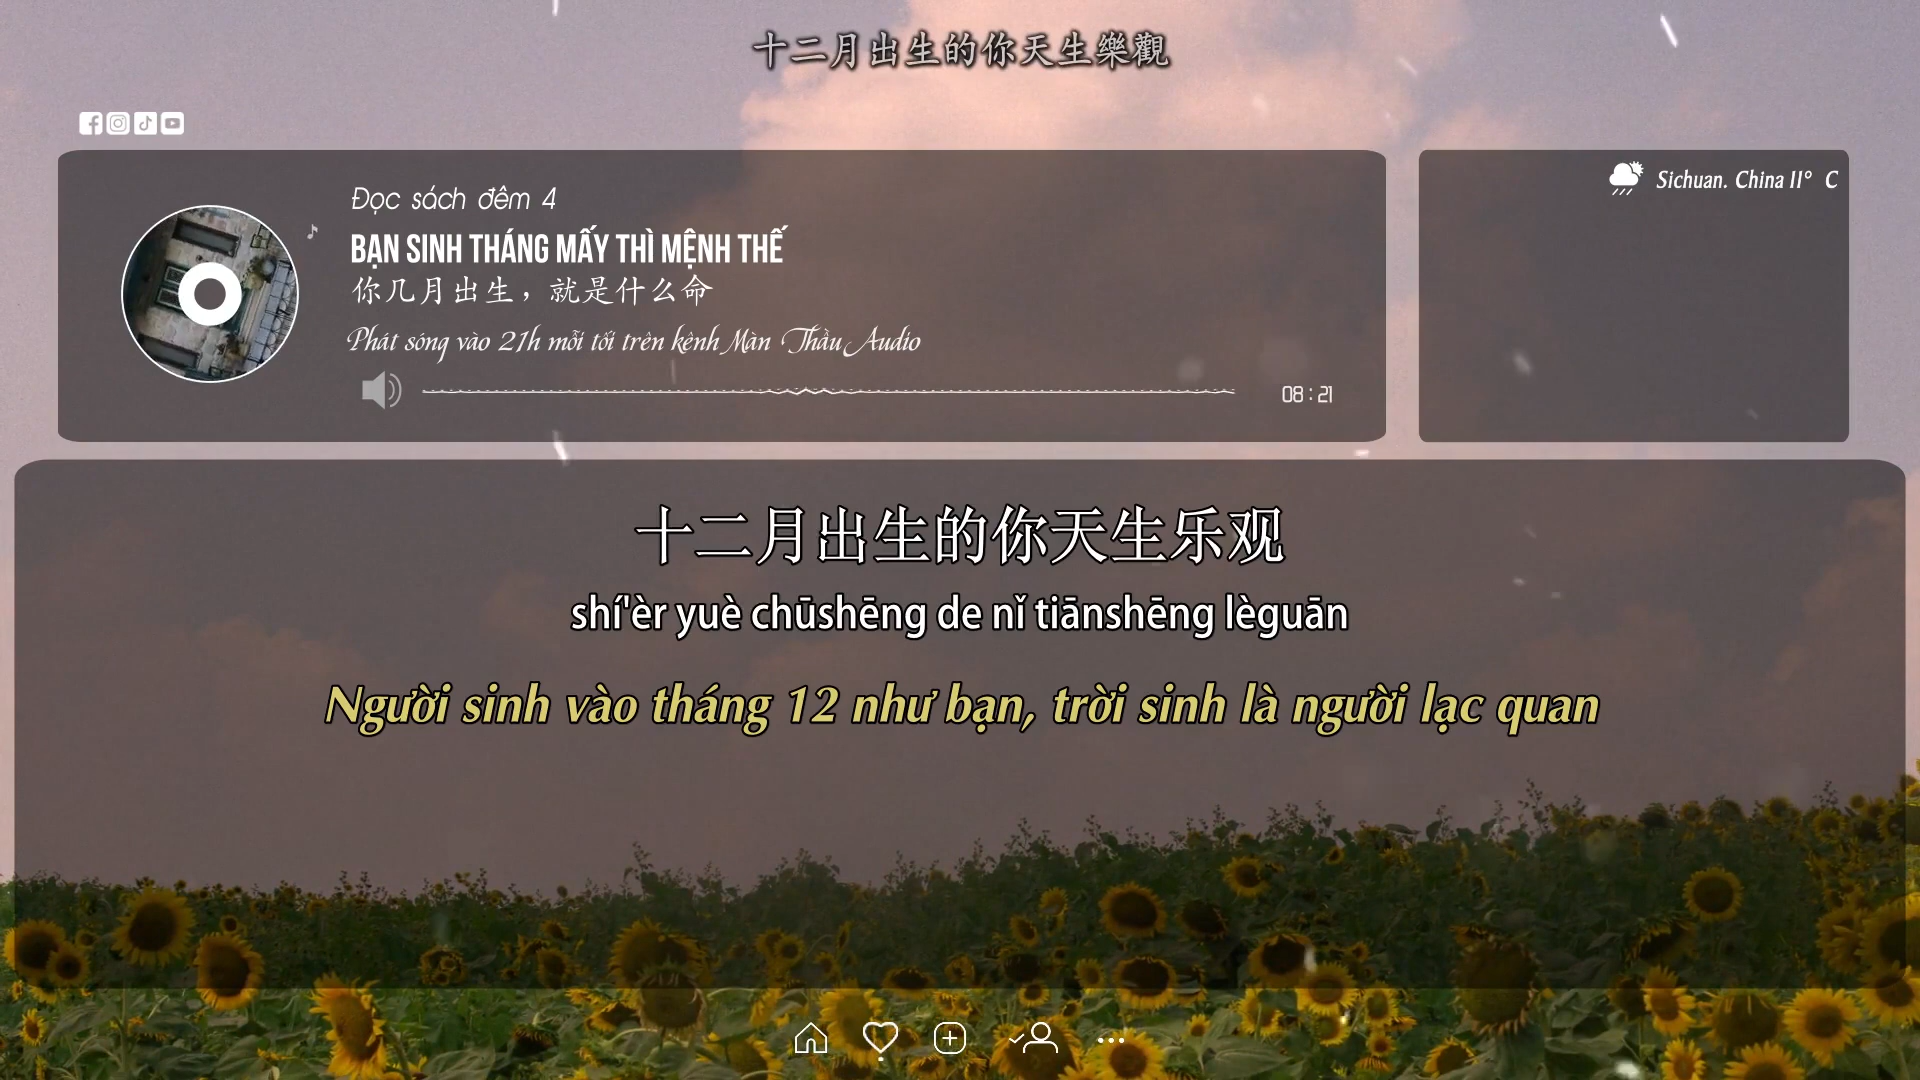 十二月出生的你天生樂觀
Sichuan. China 11° C
Đọc sách đêm 4
BẠN SINH THÁNG MẤY THÌ MỆNH THẾ
你几月出生，就是什么命
Phát sóng vào 21h mỗi tối trên kênh Màn Thầu Audio
08:21
十二月出生的你天生乐观
shí'èr yuè chūshēng de nǐ tiānshēng lèguān
Người sinh vào tháng 12 như bạn, trời sinh là người lạc quan